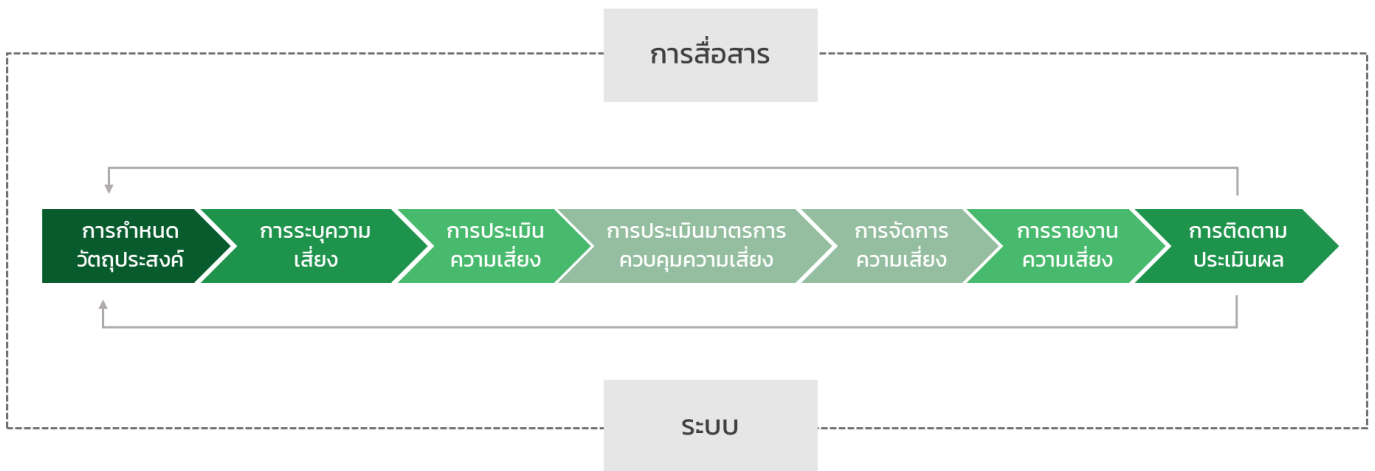 การสื่อสาร
การกำหนด
วัตถุประสงค์
การระบุความ
เสี่ยง
การประเมิน
ความเสี่ยง
การประเมินมาตรการ
ควบคุมความเสี่ยง
การจัดการ
ความเสี่ยง
การรายงาน
ความเสี่ยง
การติดตาม
ประเมินผล
ระบบ